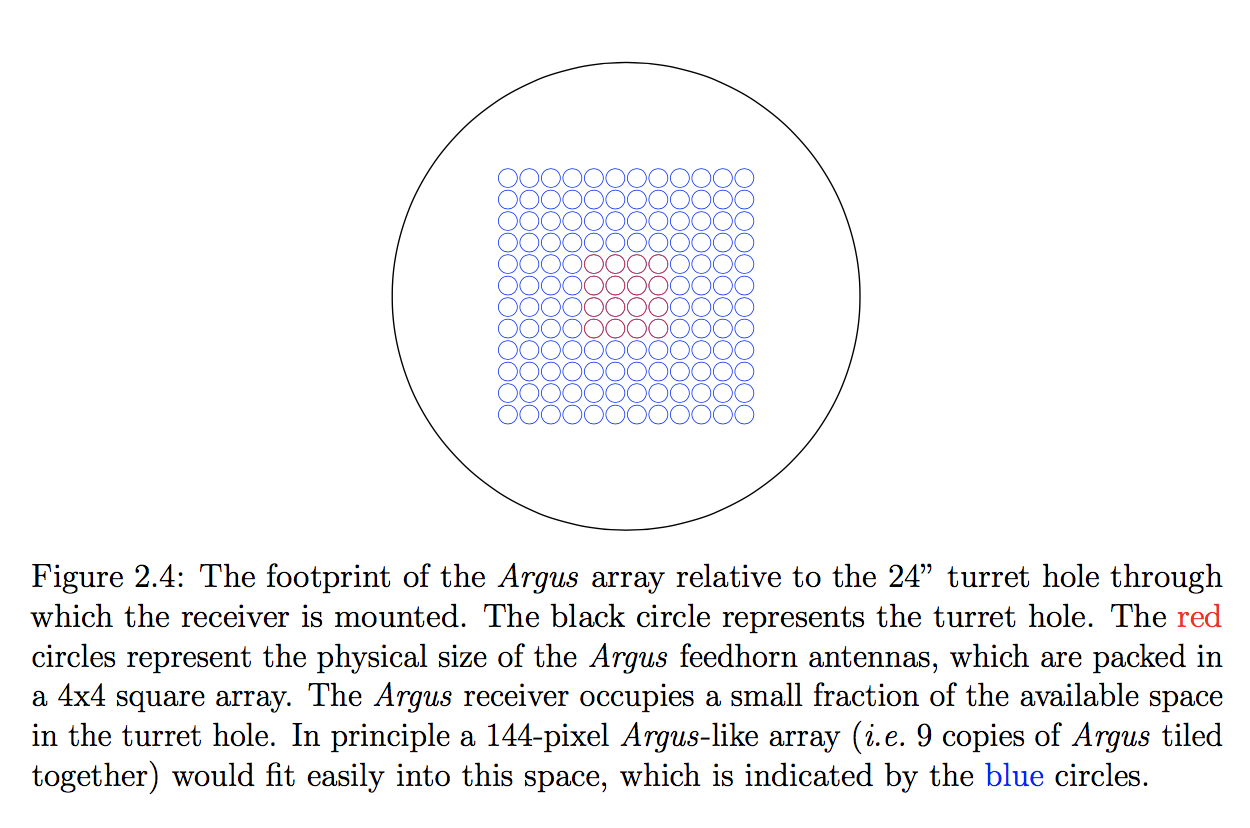 Figure 2.4: The footprint of the Argus array relative to the 24” turret hole through
which the receiver is mounted. The black circle represents the turret hole. The red
circles represent the physical size of the Argus feedhorn antennas, which are packed in
a 4x4 square array. The Argus receiver occupies a small fraction of the available space
in the turret hole. In principle a 144-pixel Argus-like array (i.e. 9 copies of Argus tiled
together) would fit easily into this space, which is indicated by the blue circles.